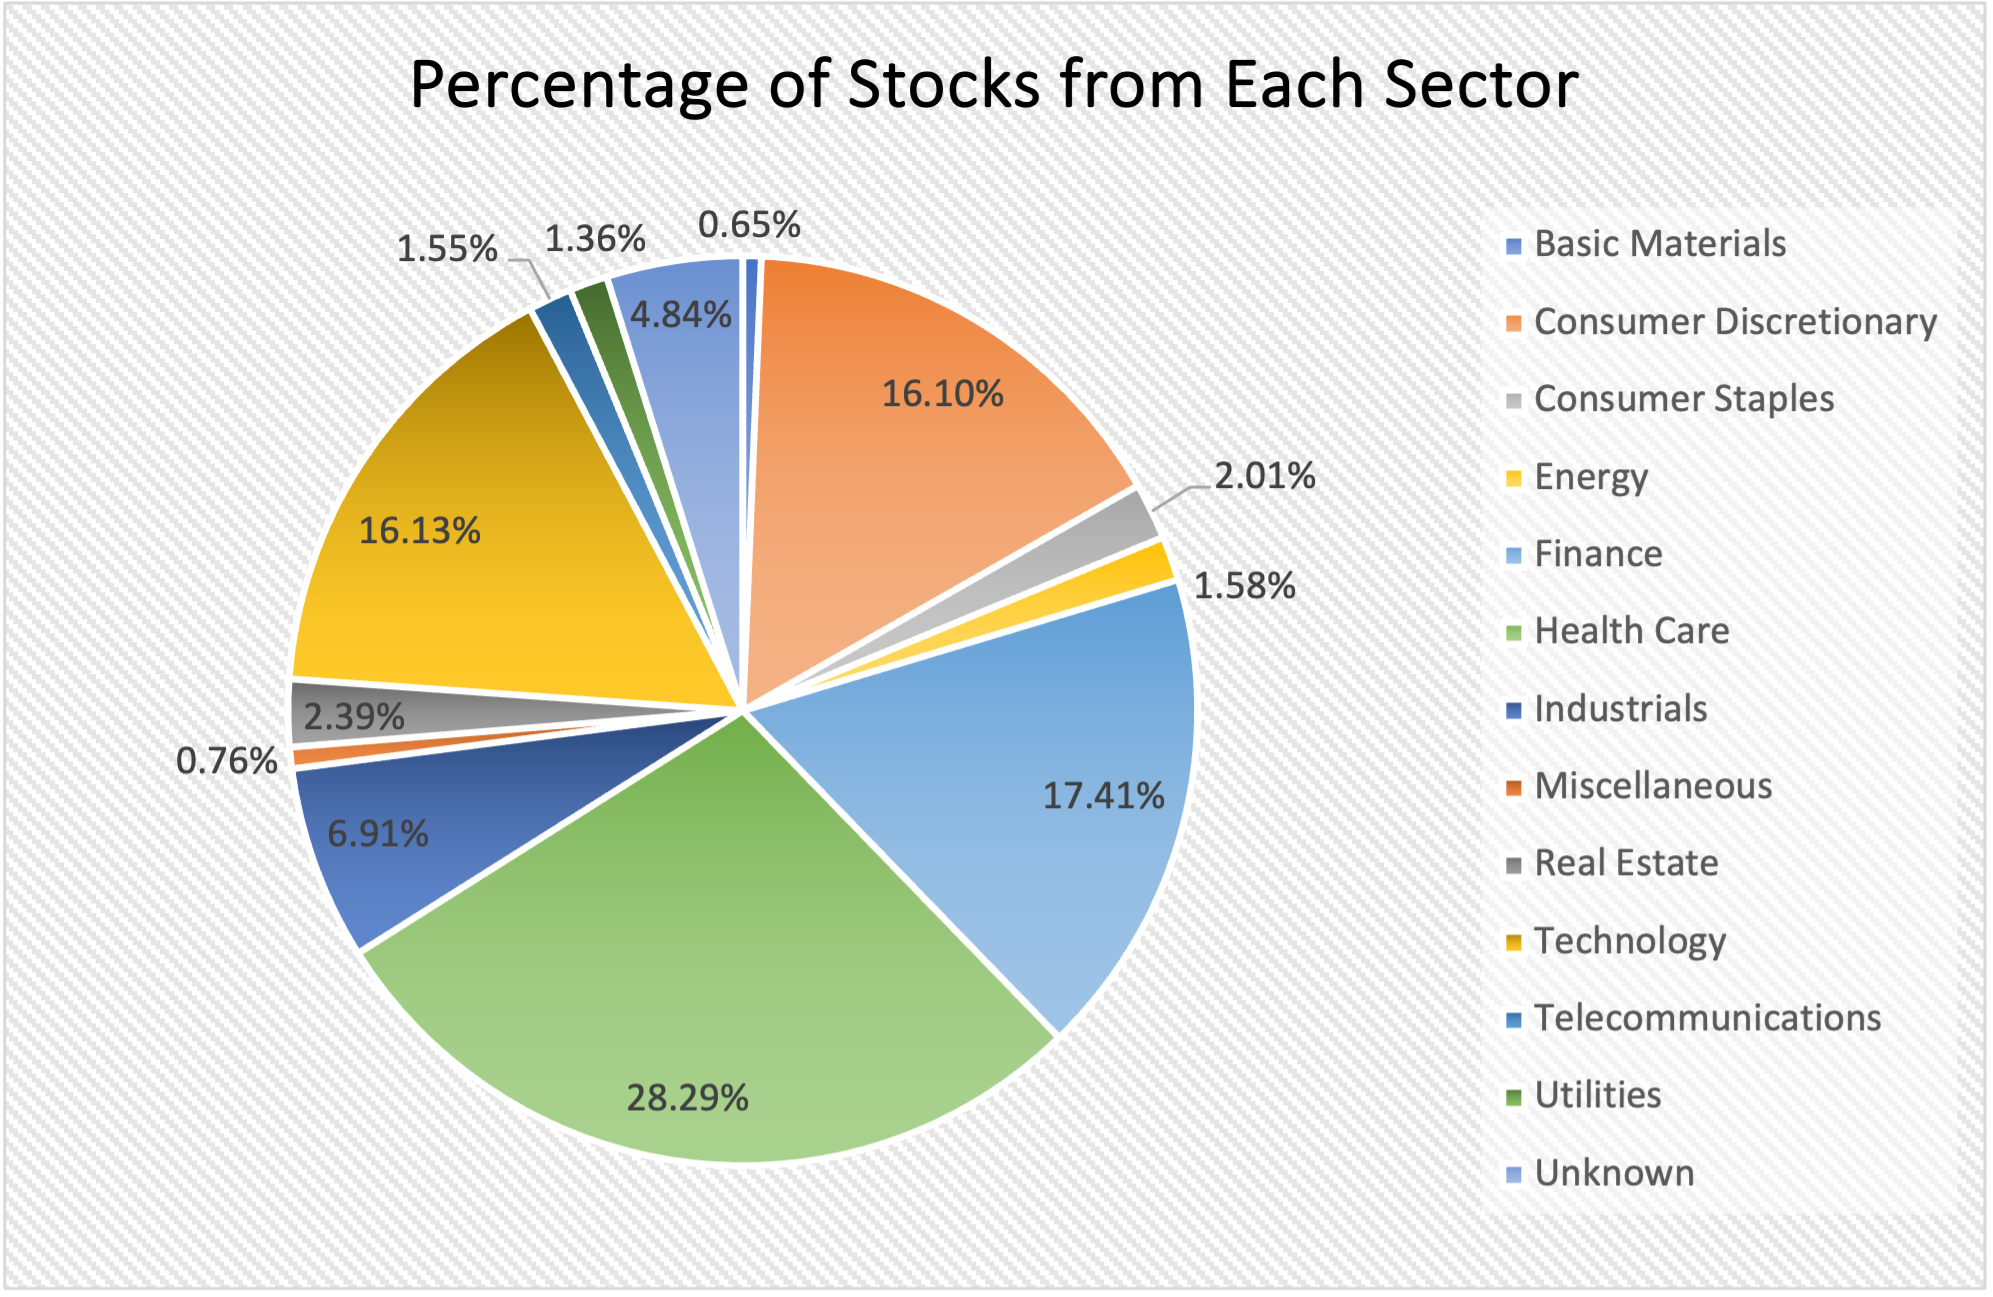 Percentage of Stocks from Each Sector
0.65%
16.10%
2.01%
1.58%
17.41%
28.29%
6.91%
0.76%
2.39%
16.13%
1.55%
1.36%
4.84%
Basic Materials
Consumer Discretionary
Consumer Staples
Energy
Finance
Health Care
Industrials
Miscellaneous
Real Estate
Technology
Telecommunications
Utilities
Unknown